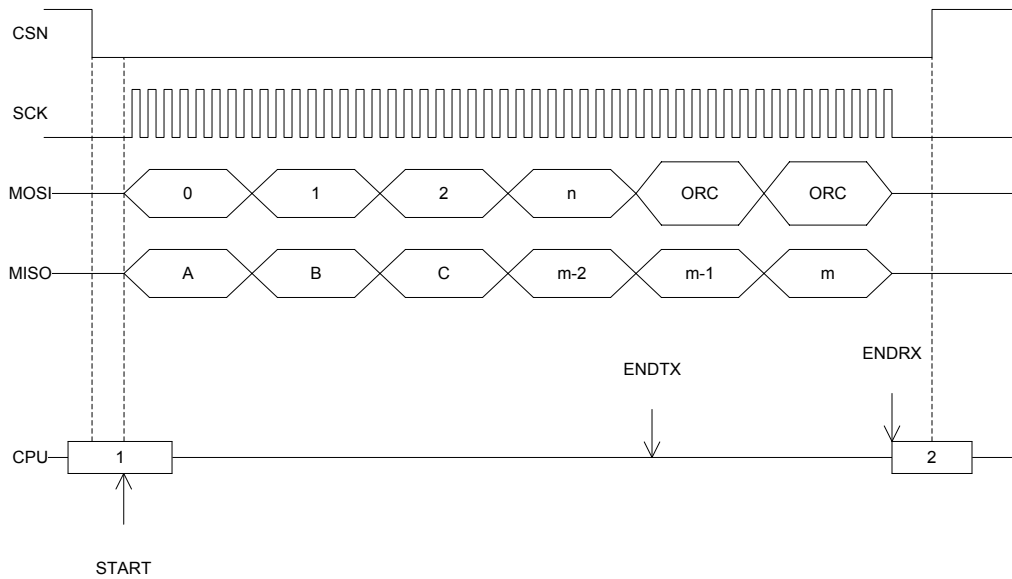 CSN
SCK
MOSI 0 1 2 n ORC ORC
MISO A B C m-2 m-1 m
ENDTX
ENDRX
CPU 1 2
START